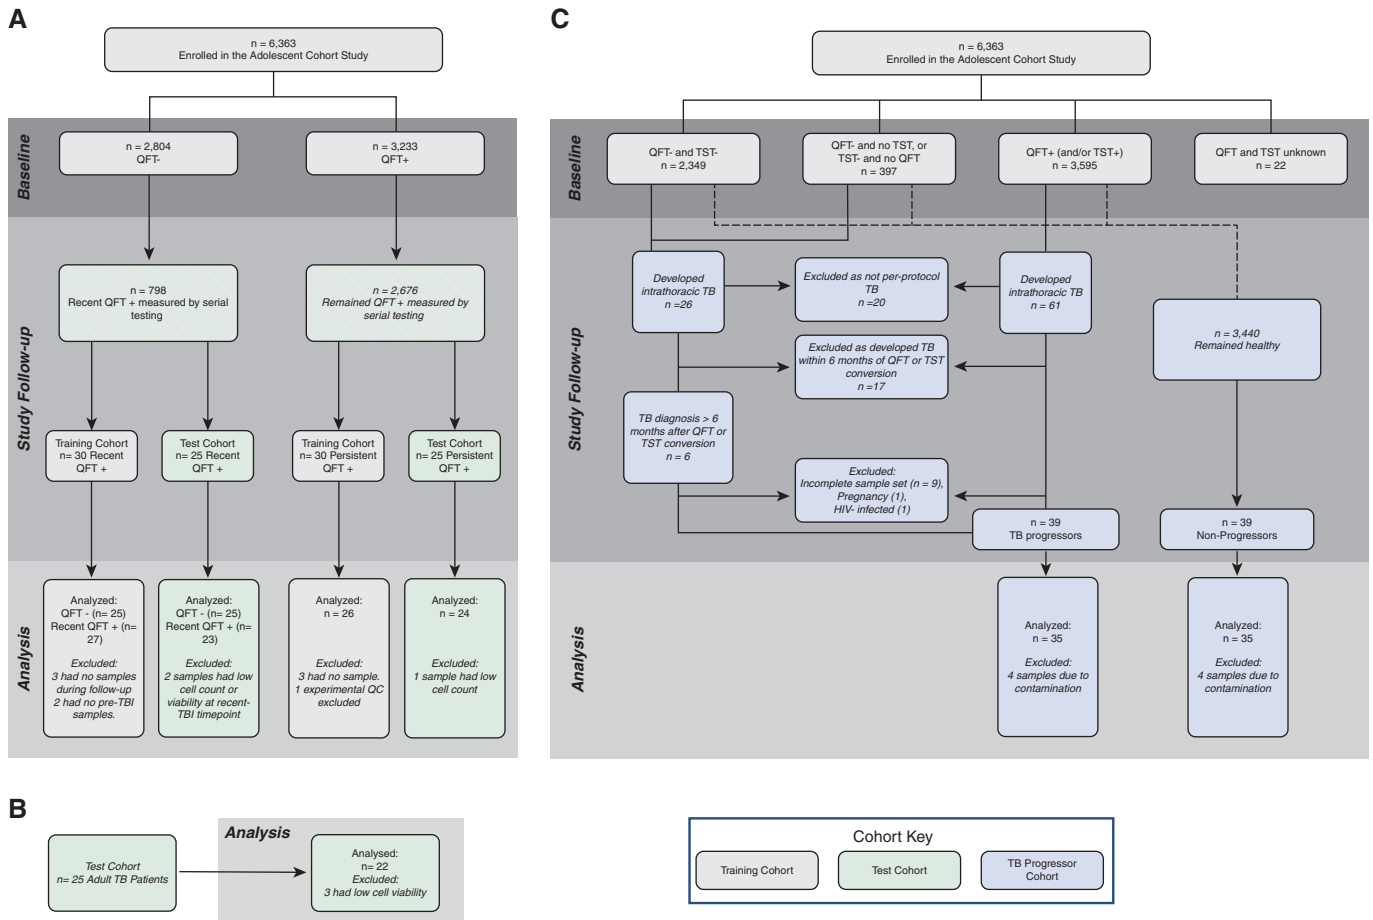 A
n = 6,363
Enrolled in the Adolescent Cohort Study
Baseline
n = 2,804
QFT-
n = 3,233
QFT+
Study Follow-up
n = 798
Recent QFT + measured by serial
testing
n = 2,676
Remained QFT + measured by
serial testing
Training Cohort
n= 30 Recent
QFT +
Test Cohort
n= 25 Recent
QFT +
Training Cohort
n= 30 Persistent
QFT +
Test Cohort
n= 25 Persistent
QFT +
Analysis
Analyzed:
QFT - (n= 25)
Recent QFT + (n=
27)
Excluded:
3 had no samples
during follow-up
2 had no pre-TBI
samples.
Analyzed:
QFT - (n= 25)
Recent QFT + (n=
23)
Excluded:
2 samples had low
cell count or
viability at recent-
TBI timepoint
Analyzed:
n = 26
Excluded:
3 had no sample.
1 experimental QC
excluded
Analyzed:
n = 24
Excluded:
1 sample had low
cell count
B
Test Cohort
n= 25 Adult TB Patients
Analysis
Analysed:
n= 22
Excluded:
3 had low cell viability
C
n = 6,363
Enrolled in the Adolescent Cohort Study
Baseline
QFT- and TST-
n = 2,349
QFT- and no TST, or
TST- and no QFT
n = 397
QFT+ (and/or TST+)
n = 3,595
QFT and TST unknown
n = 22
Study Follow-up
Developed
intrathoracic TB
n =26
Excluded as not per-protocol
TB
n =20
Developed
intrathoracic TB
n = 61
n = 3,440
Remained healthy
Excluded as developed TB
within 6 months of QFT or TST
conversion
n =17
TB diagnosis > 6
months after QFT or
TST conversion
n = 6
Excluded:
Incomplete sample set (n = 9),
Pregnancy (1),
HIV- infected (1)
n = 39
TB progressors
n = 39
Non-Progressors
Analysis
Analyzed:
n = 35
Excluded:
4 samples due to
contamination
Analyzed:
n = 35
Excluded:
4 samples due to
contamination
Cohort Key
Training Cohort
Test Cohort
TB Progressor
Cohort